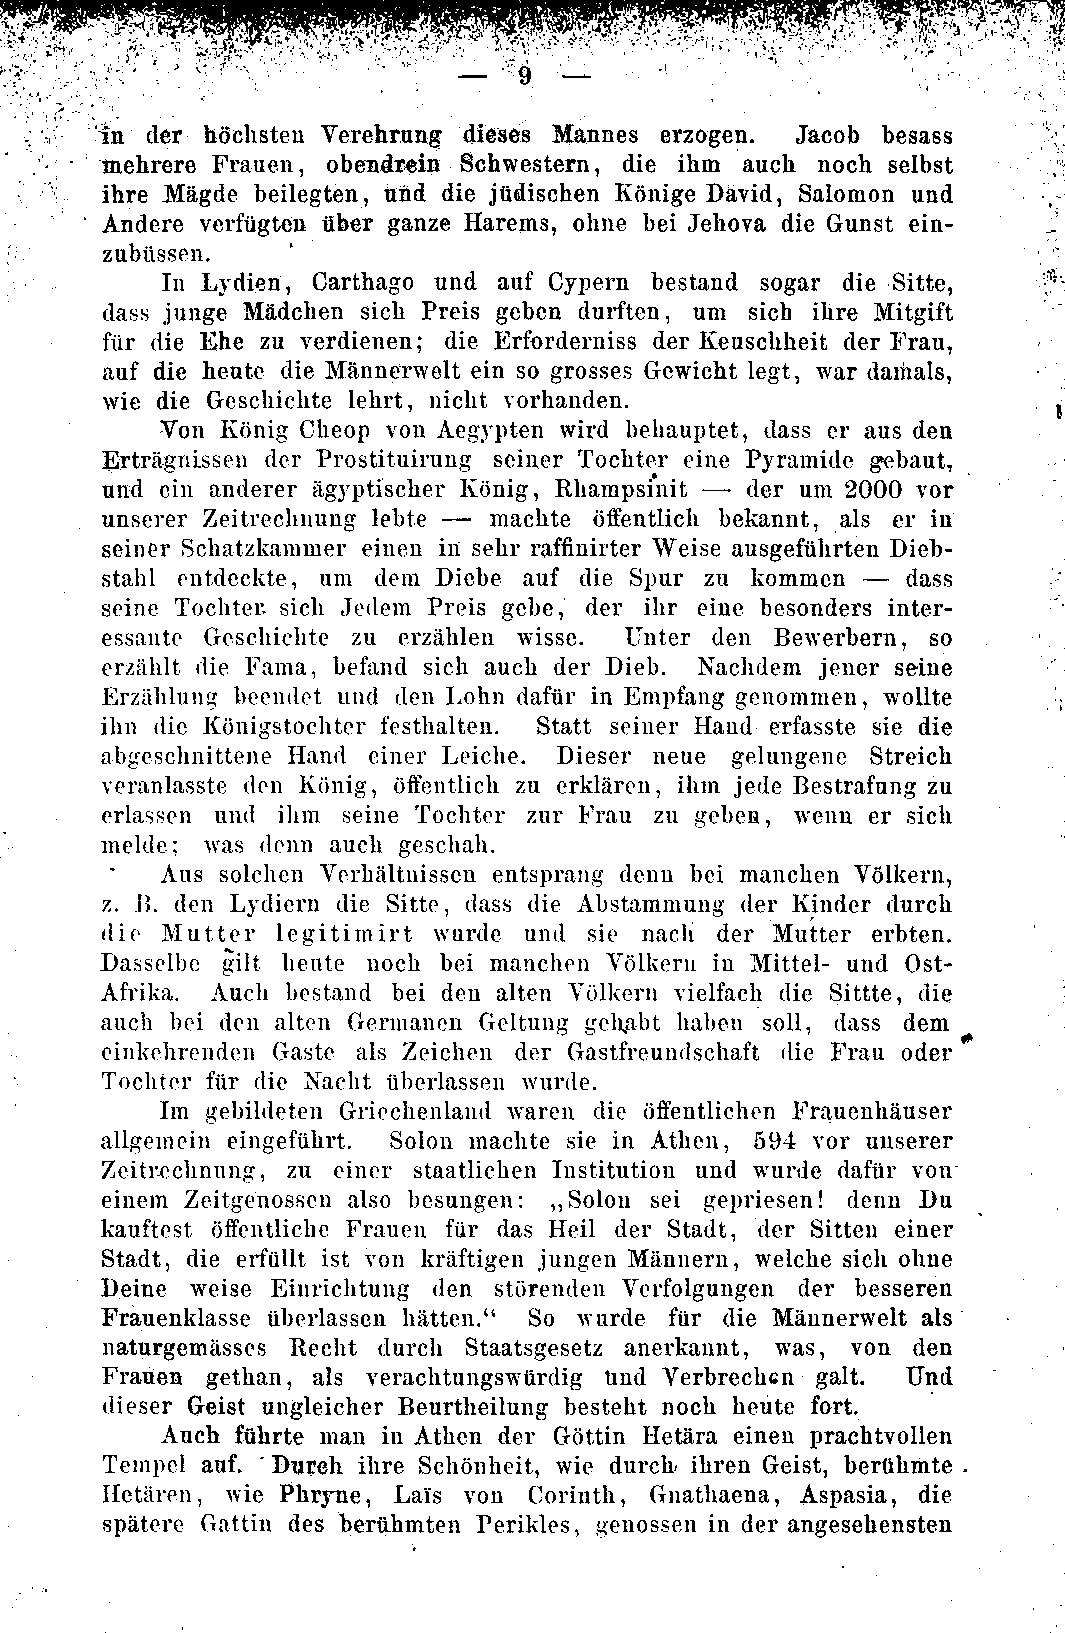 — 9 —
in der höchsten Verehrung dieses Mannes erzogen. Jacob besass
mehrere Frauen, obendrein Schwestern, die ihm auch noch selbst
ihre Mägde beilegten, und die jüdischen Könige David, Salomon und
Andere verfügten über ganze Harems, ohne bei Jehova die Gunst ein-
zubüssen.
In Lydien, Carthago und auf Cypern bestand sogar die Sitte,
dass junge Mädchen sich Preis geben durften, um sich ihre Mitgift
für die Ehe zu verdienen; die Erforderniss der Keuschheit der Frau,
auf die heute die Männerwelt ein so grosses Gewicht legt, war damals,
wie die Geschichte lehrt, nicht vorhanden.
Von König Cheop von Aegypten wird behauptet, dass er aus den
Erträgnissen der Prostituirung seiner Tochter eine Pyramide gebaut,
und ein anderer ägyptischer König, Rhampsinit — der um 2000 vor
unserer Zeitrechnung lebte — machte öffentlich bekannt, als er in
seiner Schatzkammer einen in sehr raffinirter Weise ausgeführten Dieb-
stahl entdeckte, um dem Diebe auf die Spur zu kommen — dass
seine Tochter sich Jedem Preis gebe, der ihr eine besonders inter-
essante Geschichte zu erzählen wisse. Unter den Bewerbern, so
erzählt die Fama, befand sich auch der Dieb. Nachdem jener seine
Erzählung beendet und den Lohn dafür in Empfang genommen, wollte
ihn die Königstochter festhalten. Statt seiner Hand erfasste sie die
abgeschnittene Hand einer Leiche. Dieser neue gelungene Streich
veranlasste den König, öffentlich zu erklären, ihm jede Bestrafung zu
erlassen und ihm seine Tochter zur Frau zu geben, wenn er sich
melde; was denn auch geschah.
Aus solchen Verhältnissen entsprang denn bei manchen Völkern,
z. B. den Lydiern die Sitte, dass die Abstammung der Kinder durch
die Mutter legitimirt wurde und sie nach der Mutter erbten.
Dasselbe gilt heute noch bei manchen Völkern in Mittel- und Ost-
Afrika. Auch bestand bei den alten Völkern vielfach die Sittte, die
auch bei den alten Germanen Geltung gehabt haben soll, dass dem
einkehrenden Gaste als Zeichen der Gastfreundschaft die Frau oder
Tochter für die Nacht überlassen wurde.
Im gebildeten Griechenland waren die öffentlichen Frauenhäuser
allgemein eingeführt. Solon machte sie in Athen, 594 vor unserer
Zeitrechnung, zu einer staatlichen Institution und wurde dafür von
einem Zeitgenossen also besungen: „Solon sei gepriesen! denn Du
kauftest öffentliche Frauen für das Heil der Stadt, der Sitten einer
Stadt, die erfüllt ist von kräftigen jungen Männern, welche sich ohne
Deine weise Einrichtung den störenden Verfolgungen der besseren
Frauenklasse überlassen hätten.“ So wurde für die Männerwelt als
naturgemässes Recht durch Staatsgesetz anerkannt, was, von den
Frauen gethan, als verachtungswürdig und Verbrechen galt. Und
dieser Geist ungleicher Beurtheilung besteht noch heute fort.
Auch führte man in Athen der Göttin Hetära einen prachtvollen
Tempel auf. Durch ihre Schönheit, wie durch ihren Geist, berühmte
Hetären, wie Phryne, Laïs von Corinth, Gnathaena, Aspasia, die
spätere Gattin des berühmten Perikles, genossen in der angesehensten